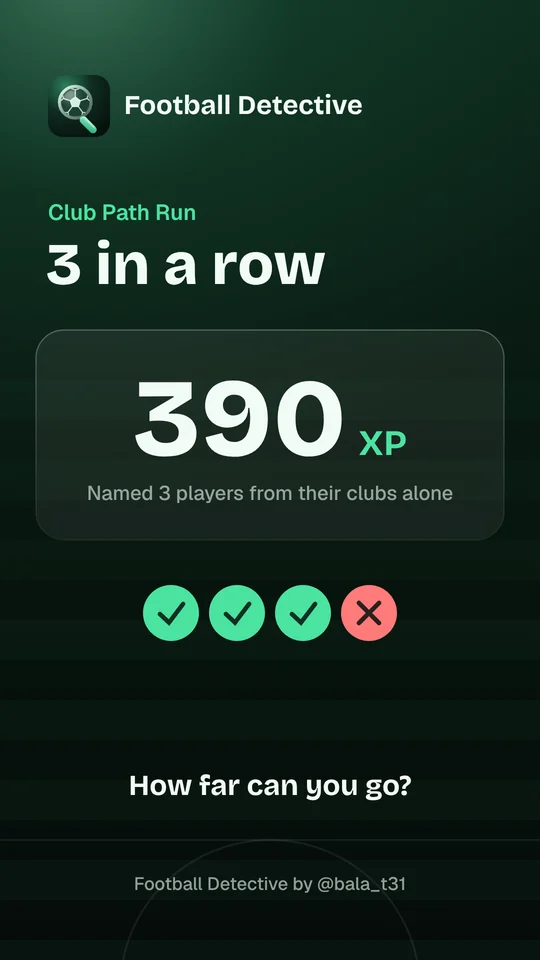 Football Detective
Club Path Run
3 in a row
390 XP
Named 3 players from their clubs alone
How far can you go?
Football Detective by @bala_t31